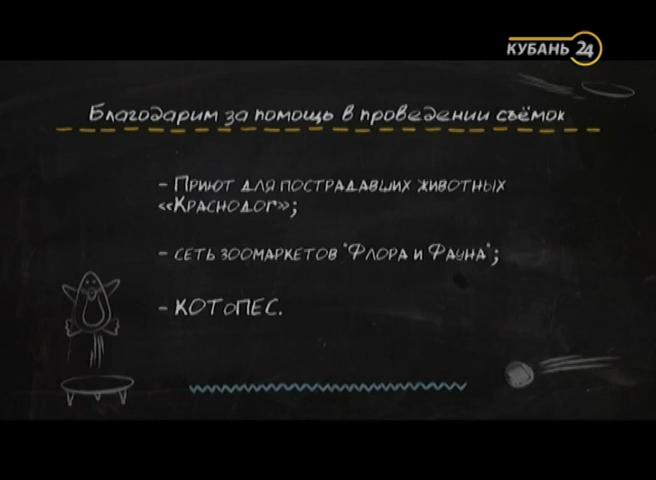 КУБАНЬ 24
Благодарим за помощь в проведении съёмок
- Приют для пострадавших животных
«Краснодог»;
- сеть зоомаркетов "Флора и Фауна";
- КОТоПЕС.